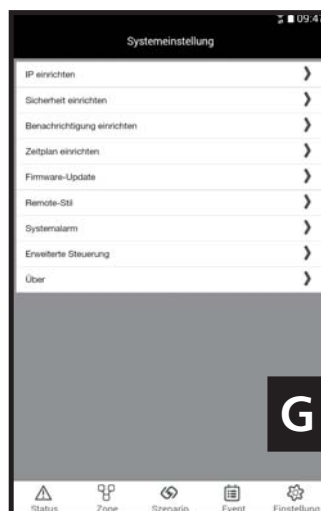 09:47
Systemeinstellung
IP einrichten
Sicherheit einrichten
Benachrichtigung einrichten
Zeitplan einrichten
Firmware-Update
Remote-Stil
Systemalarm
Erweiterte Steuerung
Über
G
Status Zone Szenario Event Einstellung